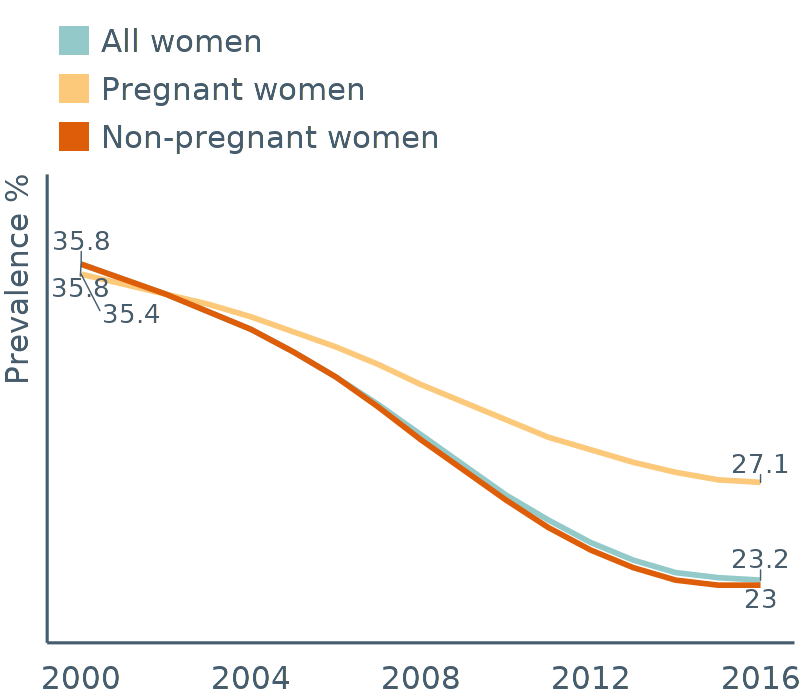 All women
Pregnant women
Non-pregnant women
Prevalence %
35.8
35.8
35.4
27.1
23.2
23
2000 2004 2008 2012 2016